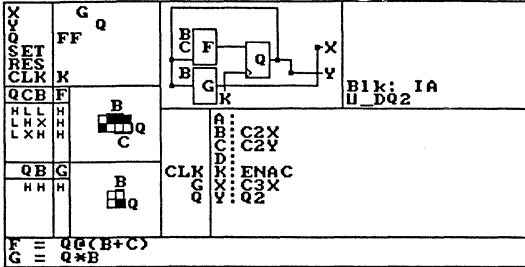 X G
Y Q
Q FF
SET
RES
CLK K
B
C F
Q
B G
K
X
Y
Blk: IA
U_DQ2
QCB F
HLL H
LHX H
LXH H
B
Q
C
QB G
HH H
B
Q
A:
B:C2X
C:C2Y
D:
CLK K:ENAC
G X:C3X
Q Y:Q2
F = Q@(B+C)
G = Q*B